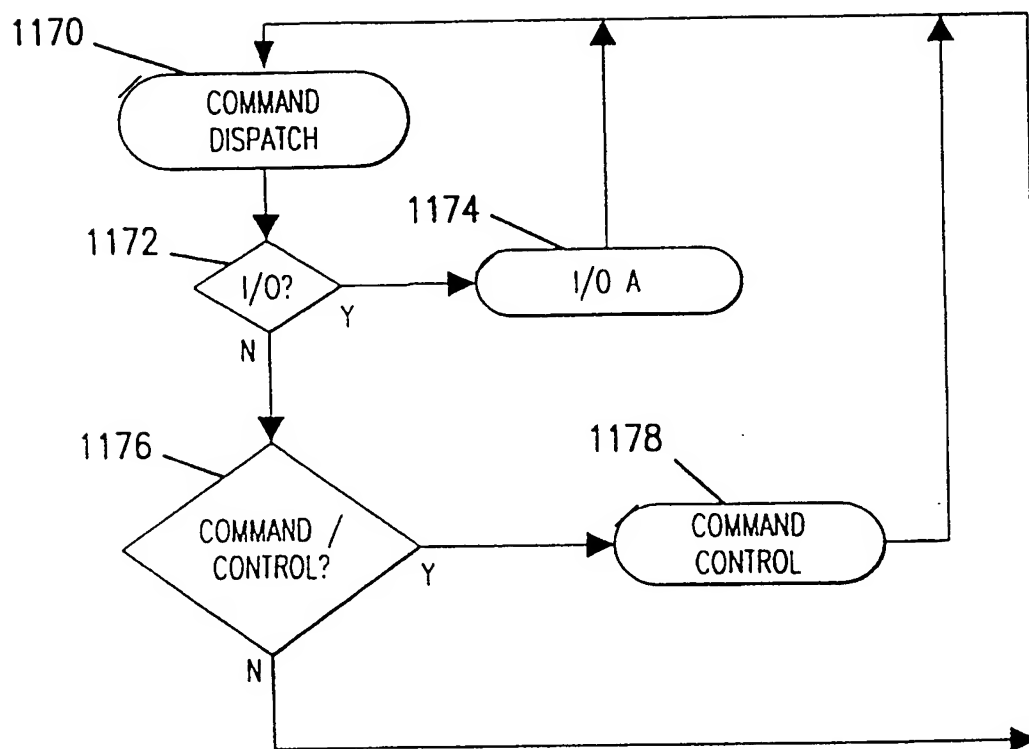 1170
COMMAND
DISPATCH
1174
1172
I/O?
Y
I/O A
N
1176
1178
COMMAND /
CONTROL?
Y
COMMAND
CONTROL
N